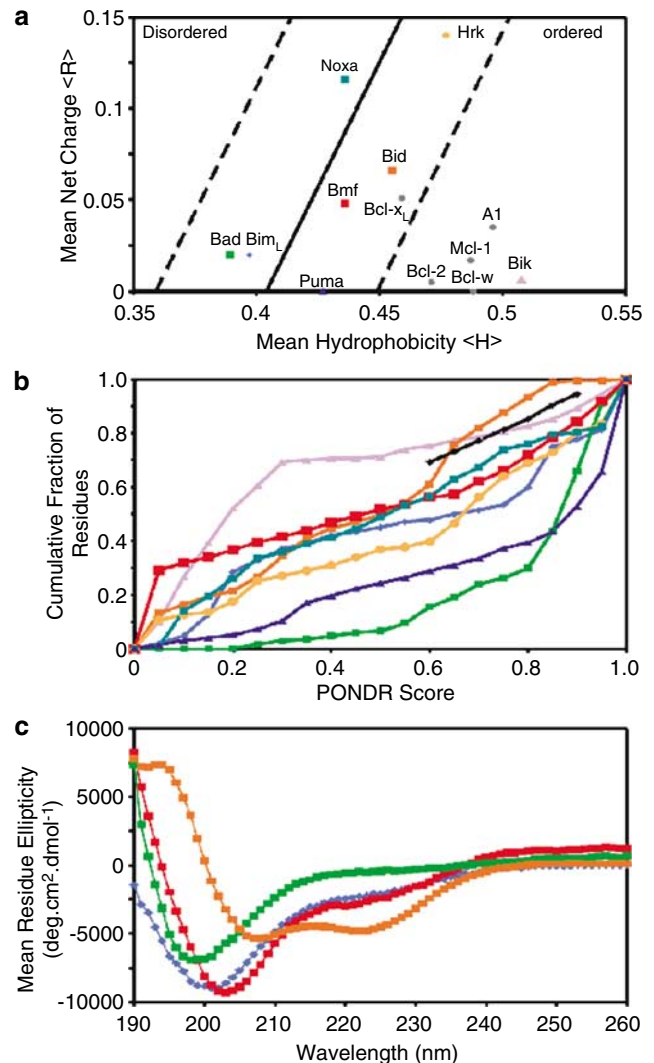 a
0.15
0.1
0.05
0
Mean Net Charge <R>
Disordered
ordered
Hrk
Noxa
Bid
Bmf
Bcl-xL
A1
Bad BimL
Mcl-1
Bcl-2
Bcl-w
Bik
Puma
0.35
0.4
0.45
0.5
0.55
Mean Hydrophobicity <H>
b
1.0
0.8
0.6
0.4
0.2
0
Cumulative Fraction of
Residues
0
0.2
0.4
0.6
0.8
1.0
PONDR Score
c
10000
5000
0
-5000
-10000
Mean Residue Ellipticity
(deg.cm².dmol⁻¹)
190
200
210
220
230
240
250
260
Wavelength (nm)